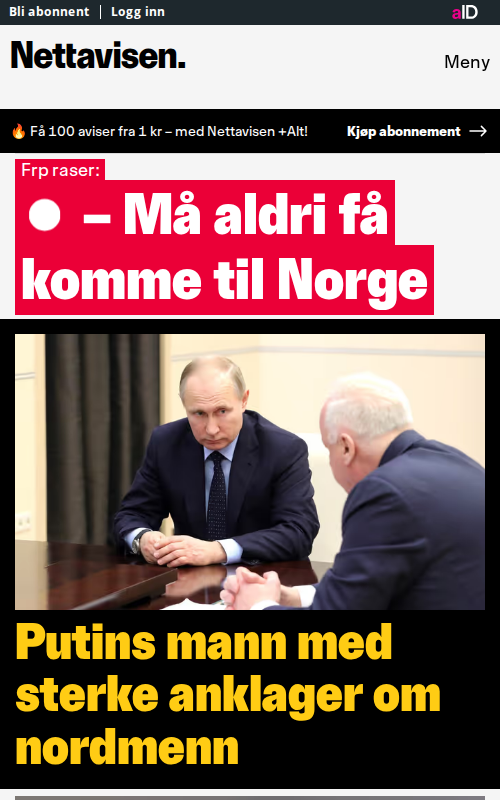 Bli abonnent | Logg inn
aID
Nettavisen.
Meny
🔥 Få 100 aviser fra 1 kr – med Nettavisen +Alt!
Kjøp abonnement →
Frp raser:
– Må aldri få
komme til Norge
Putins mann med
sterke anklager om
nordmenn